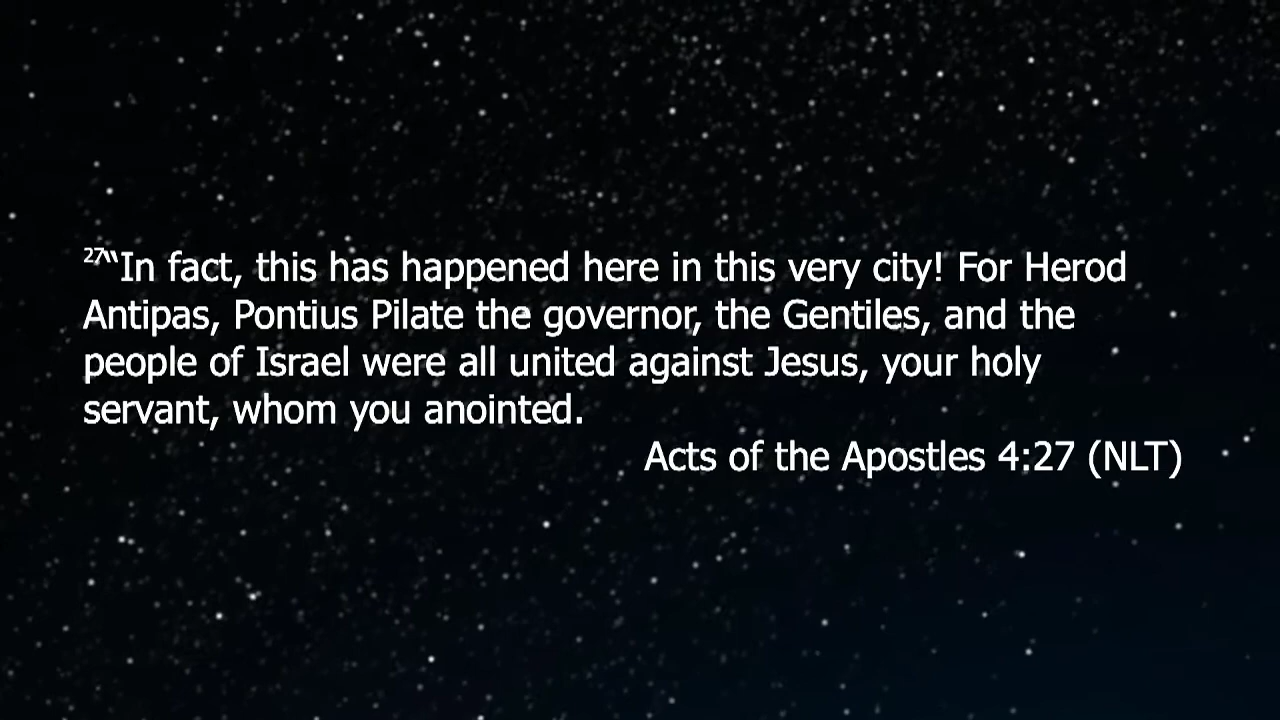 27“In fact, this has happened here in this very city! For Herod
Antipas, Pontius Pilate the governor, the Gentiles, and the
people of Israel were all united against Jesus, your holy
servant, whom you anointed.
Acts of the Apostles 4:27 (NLT)